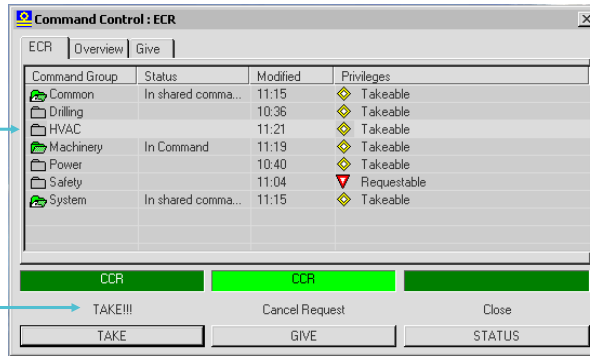 Command Control : ECR
ECR Overview Give
Command Group Status Modified Privileges
Common In shared comma... 11:15 Takeable
Drilling 10:36 Takeable
HVAC 11:21 Takeable
Machinery In Command 11:19 Takeable
Power 10:40 Takeable
Safety 11:04 Requestable
System In shared comma... 11:15 Takeable
CCR CCR
TAKE!!! Cancel Request Close
TAKE GIVE STATUS